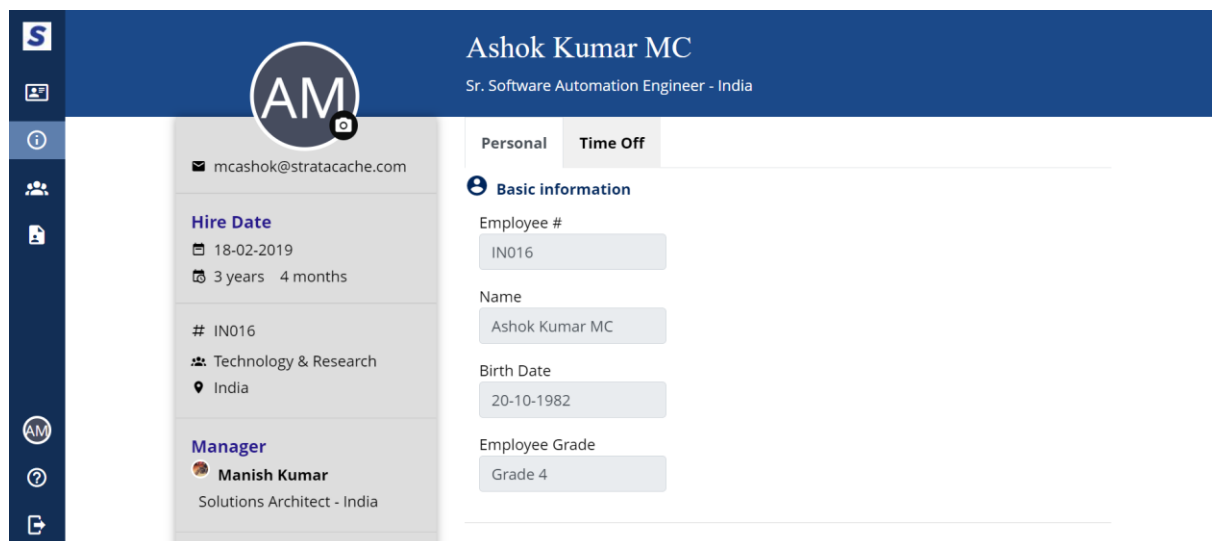 S
Ashok Kumar MC
Sr. Software Automation Engineer - India
AM
mcashok@stratacache.com
Hire Date
18-02-2019
3 years 4 months
# IN016
Technology & Research
India
Manager
Manish Kumar
Solutions Architect - India
Personal Time Off
Basic information
Employee #
IN016
Name
Ashok Kumar MC
Birth Date
20-10-1982
Employee Grade
Grade 4
AM